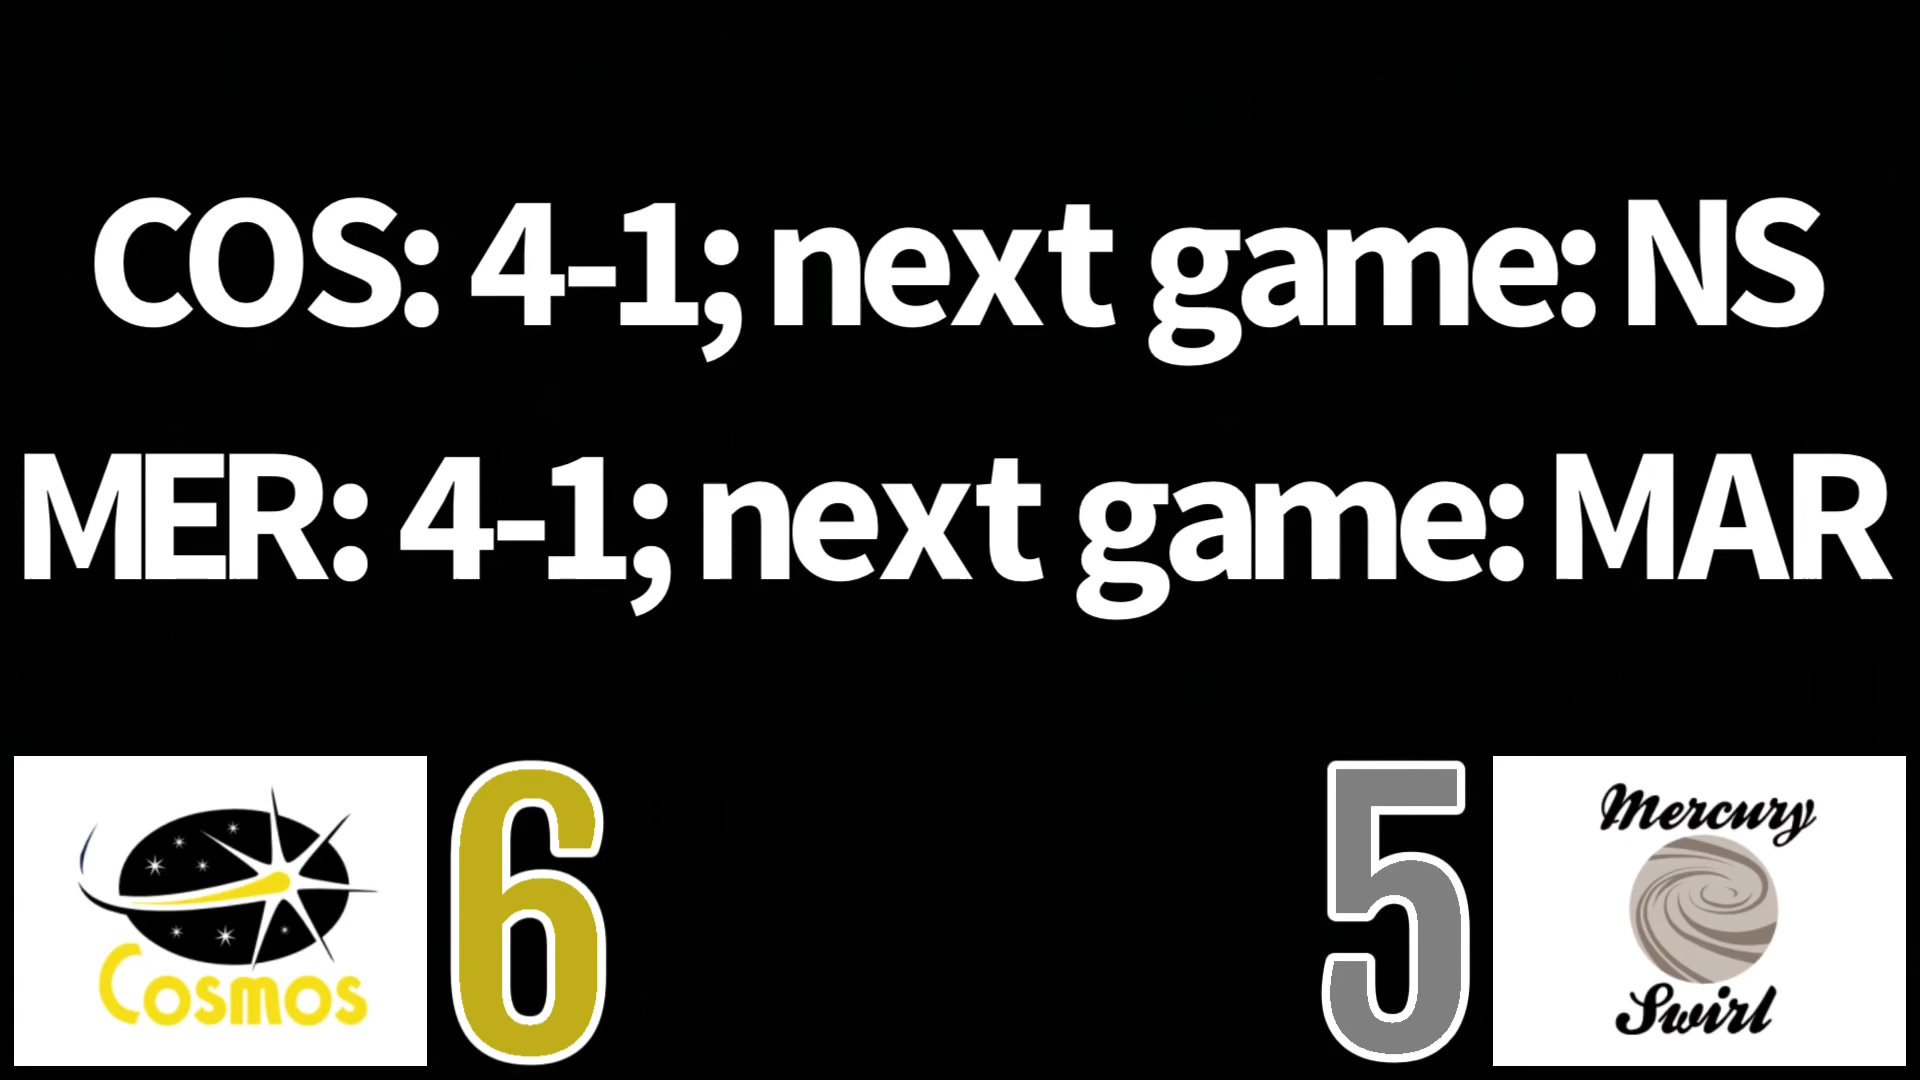 COS: 4-1; next game: NS
MER: 4-1; next game: MAR
6
5
Cosmos
Mercury
Swirl